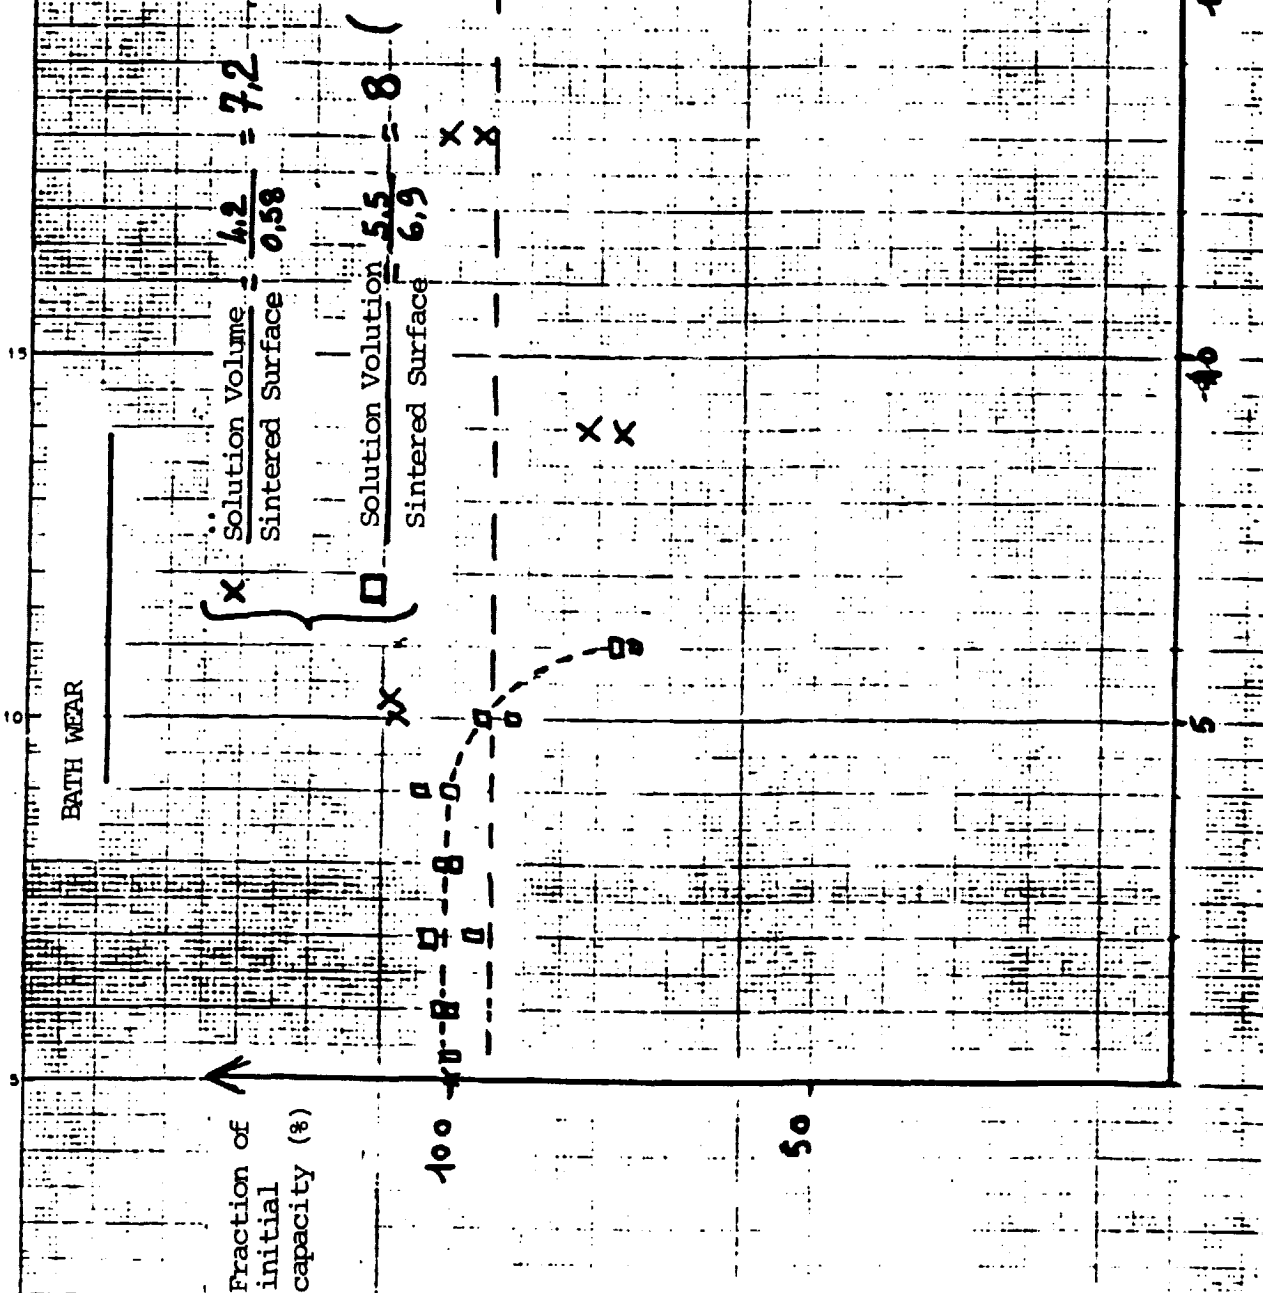 BATH WEAR
Fraction of
initial
capacity (%)
100
50
x Solution Volume = 4,2 = 7,2
Sintered Surface 0,58
□ Solution Volution = 5,5 = 8 (
Sintered Surface 6,9
5
10
15
5
10